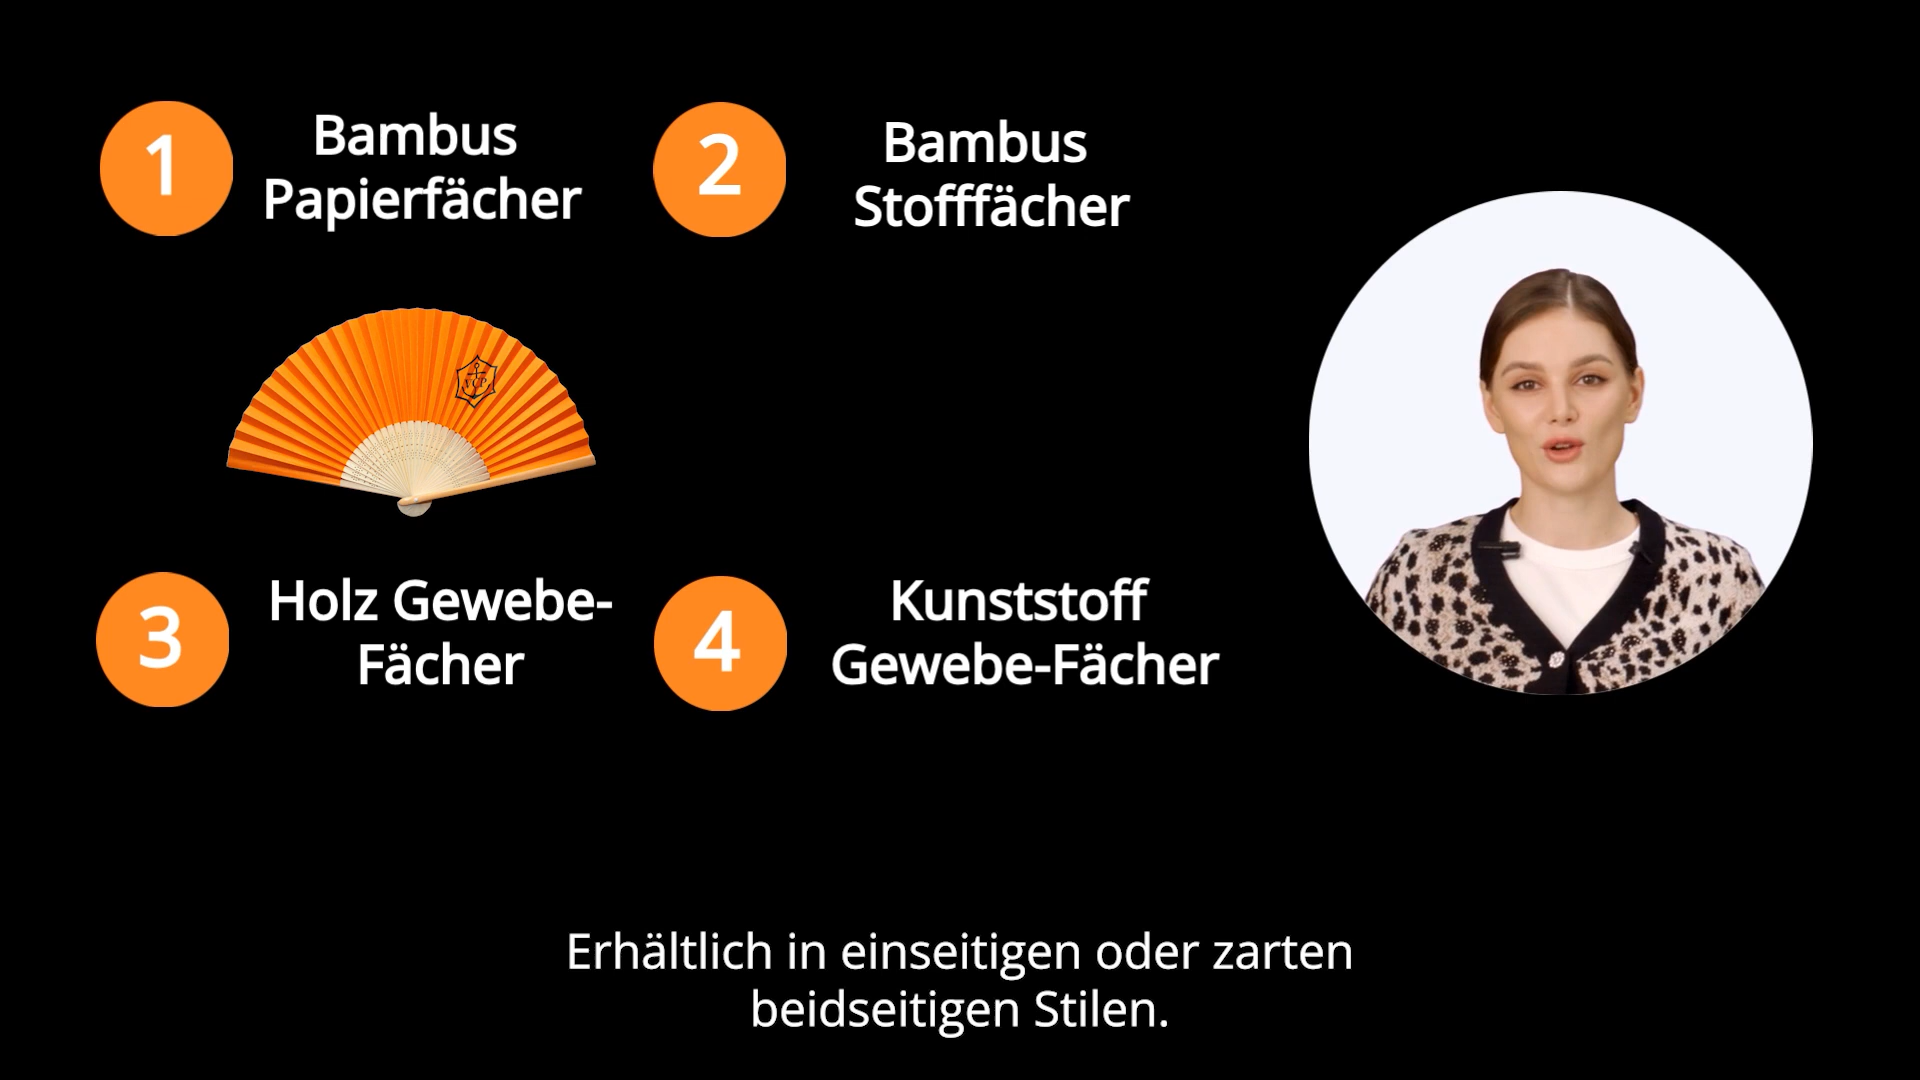 1
Bambus
Papierfächer
2
Bambus
Stofffächer
VCP
3
Holz Gewebe-
Fächer
4
Kunststoff
Gewebe-Fächer
Erhältlich in einseitigen oder zarten
beidseitigen Stilen.